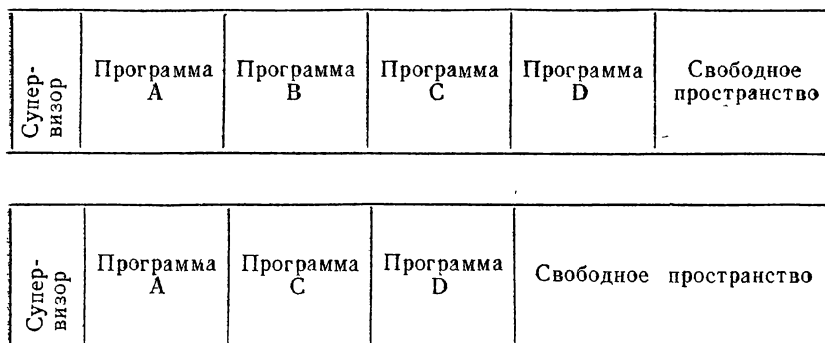 Супер-
визор
Программа
A
Программа
B
Программа
C
Программа
D
Свободное
пространство
Супер-
визор
Программа
A
Программа
C
Программа
D
Свободное пространство